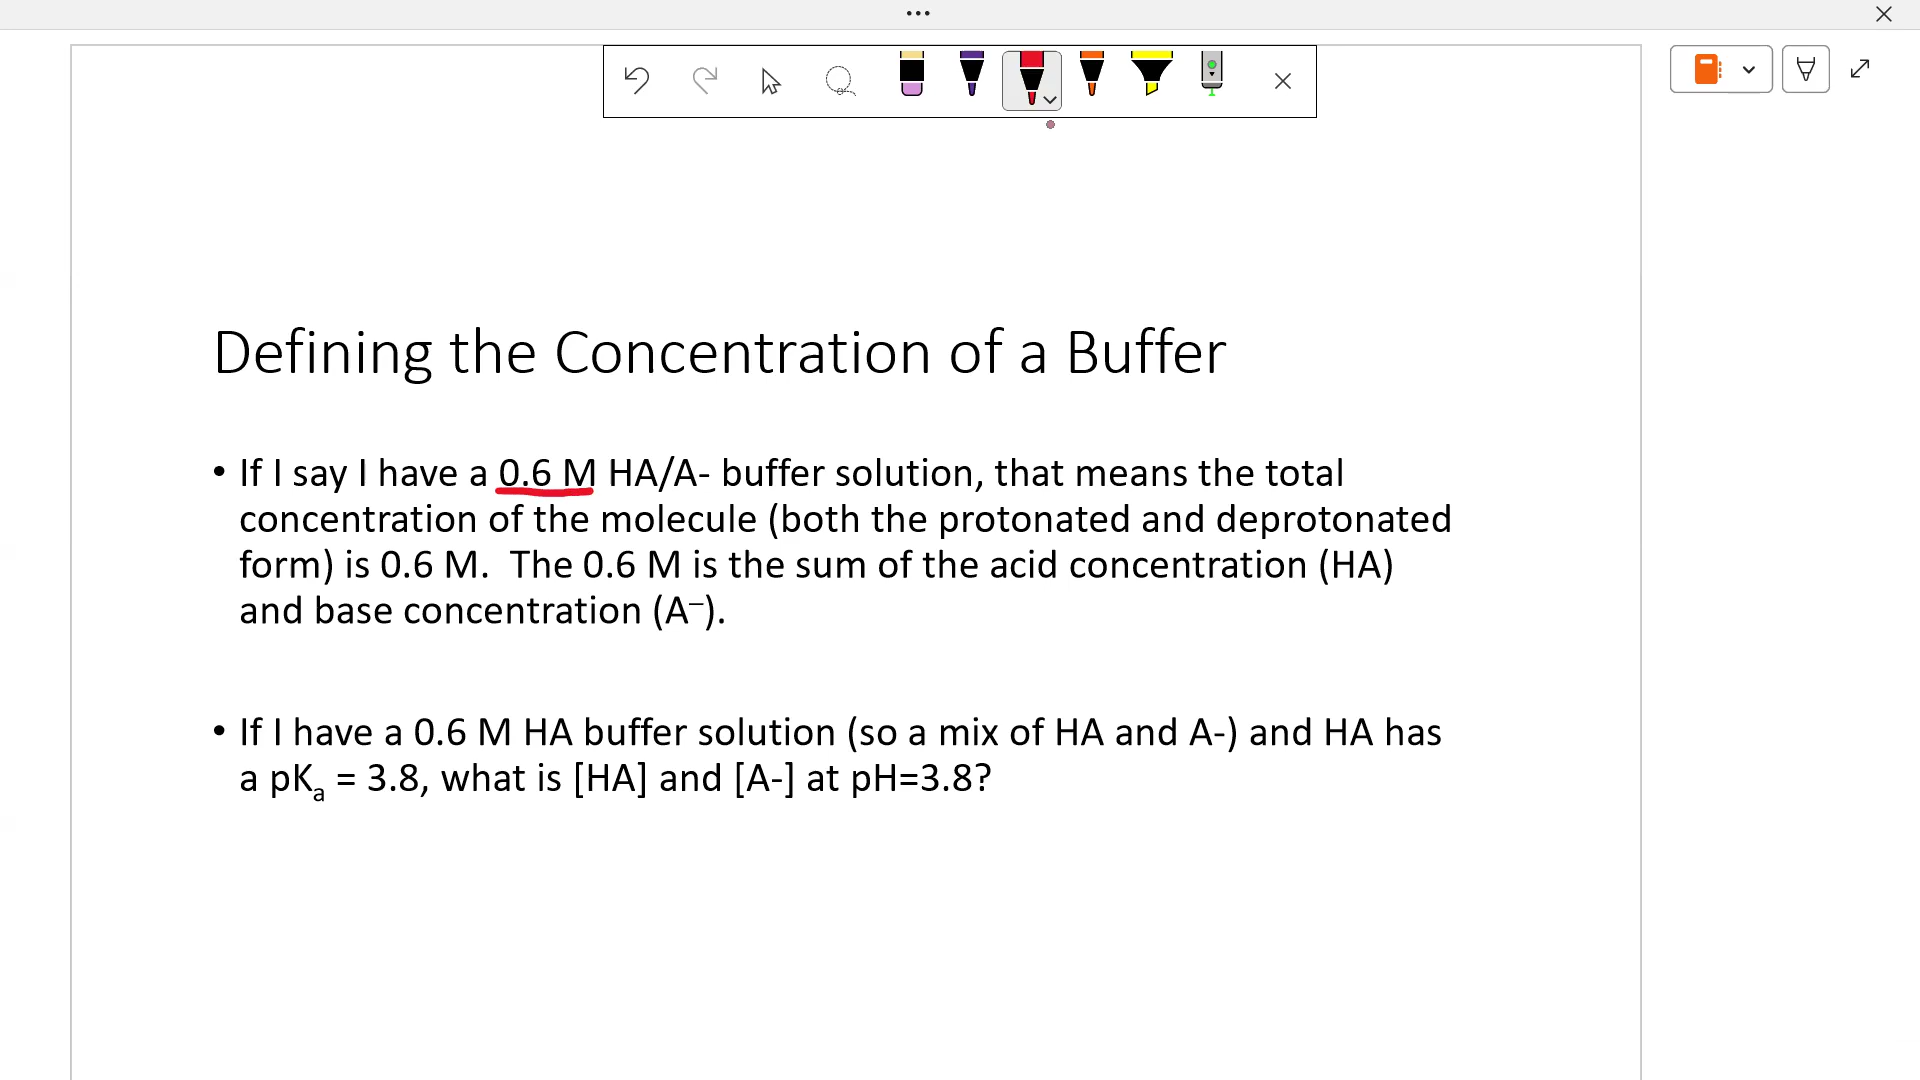 Defining the Concentration of a Buffer
• If I say I have a 0.6 M HA/A- buffer solution, that means the total
concentration of the molecule (both the protonated and deprotonated
form) is 0.6 M.  The 0.6 M is the sum of the acid concentration (HA)
and base concentration (A⁻).
• If I have a 0.6 M HA buffer solution (so a mix of HA and A-) and HA has
a pKₐ = 3.8, what is [HA] and [A-] at pH=3.8?